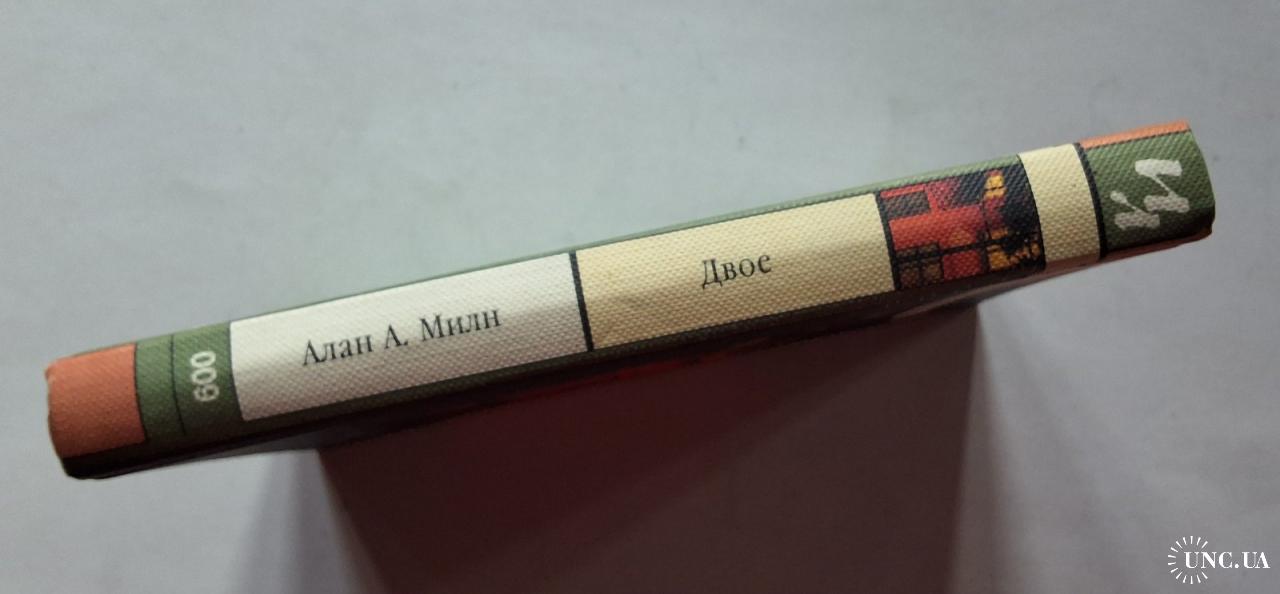 600
Алан А. Милн
Двое
UNC.UA